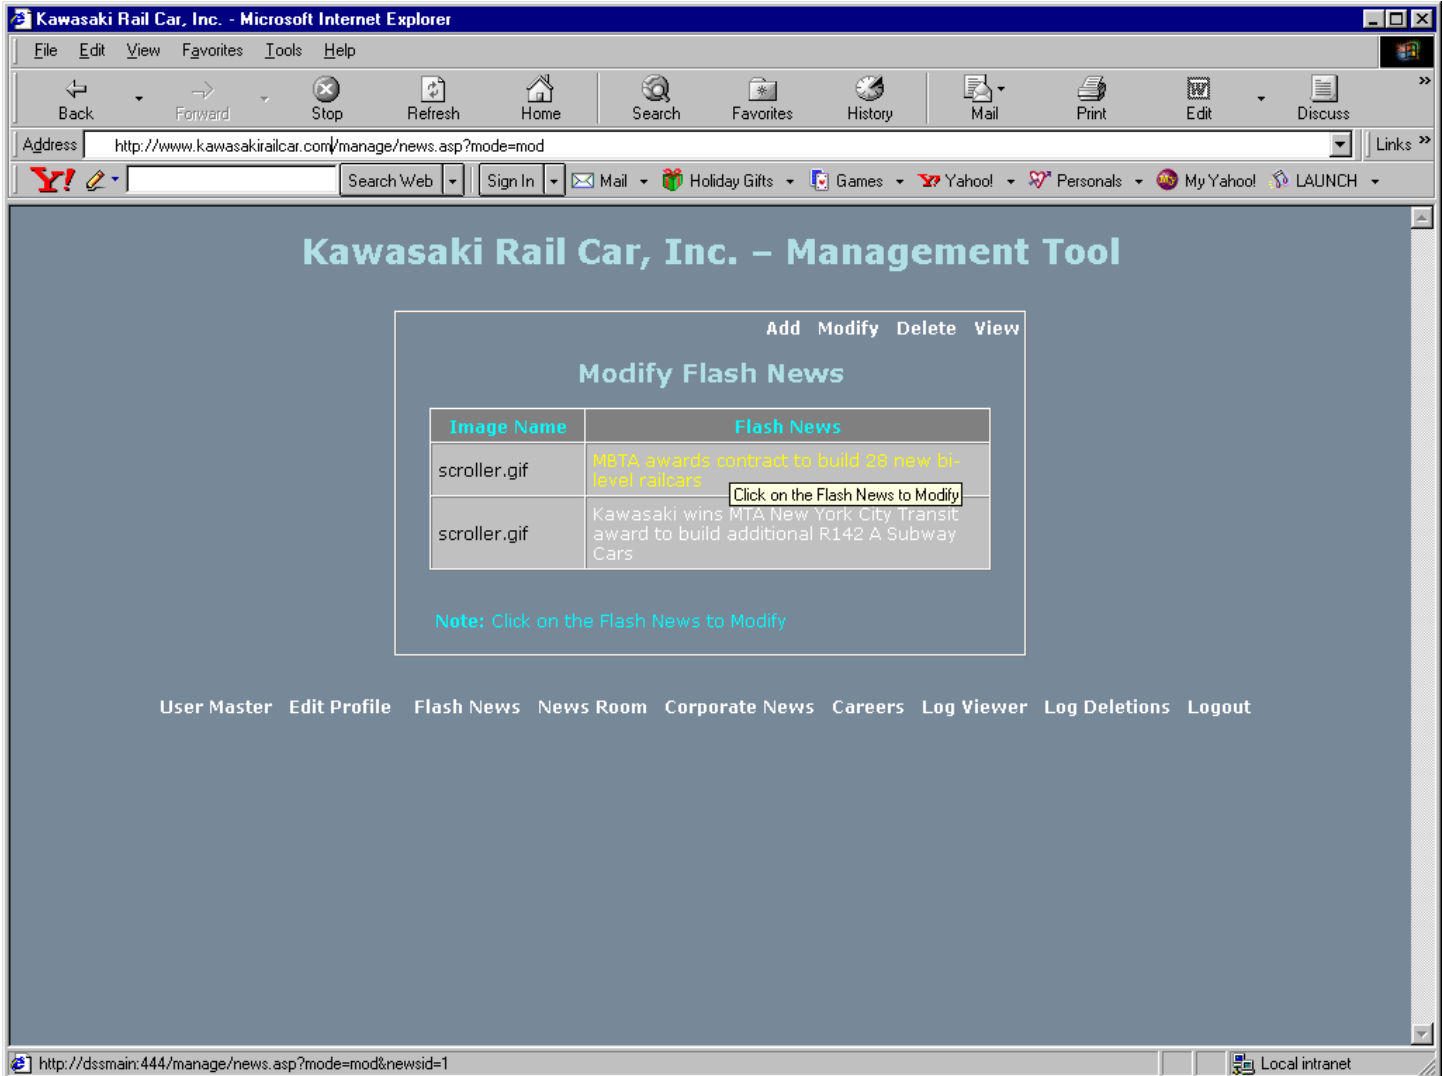 Kawasaki Rail Car, Inc. - Microsoft Internet Explorer
File Edit View Favorites Tools Help
Back Forward Stop Refresh Home Search Favorites History Mail Print Edit Discuss »
Address http://www.kawasakirailcar.com/manage/news.asp?mode=mod Links »
Y! Search Web Sign In Mail Holiday Gifts Games Y? Yahoo! Personals My Yahoo! LAUNCH
Kawasaki Rail Car, Inc. – Management Tool
Add Modify Delete View
Modify Flash News
Image Name Flash News
scroller.gif
MBTA awards contract to build 28 new bi-
level railcars
Click on the Flash News to Modify
scroller.gif
Kawasaki wins MTA New York City Transit
award to build additional R142 A Subway
Cars
Note: Click on the Flash News to Modify
User Master Edit Profile Flash News News Room Corporate News Careers Log Viewer Log Deletions Logout
http://dssmain:444/manage/news.asp?mode=mod&newsid=1 Local intranet